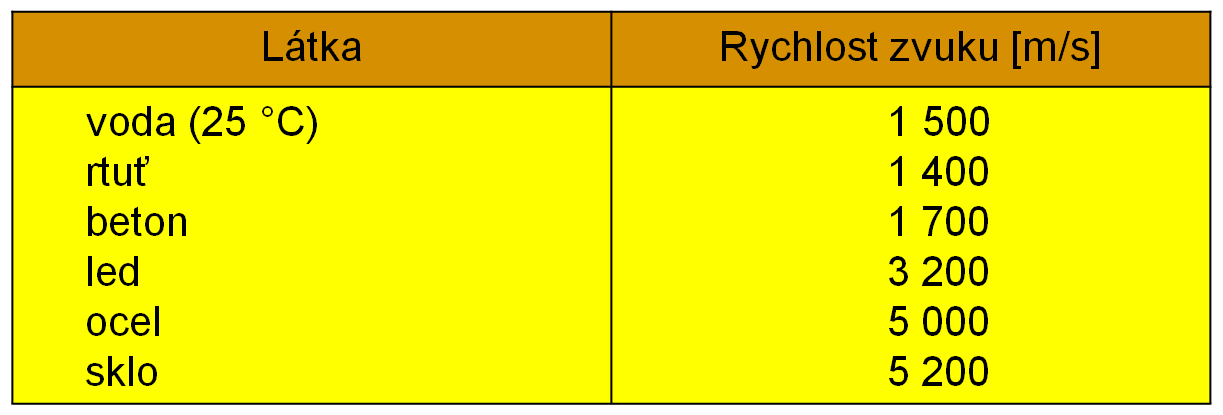 Látka Rychlost zvuku [m/s]
voda (25 °C) 1 500
rtuť 1 400
beton 1 700
led 3 200
ocel 5 000
sklo 5 200